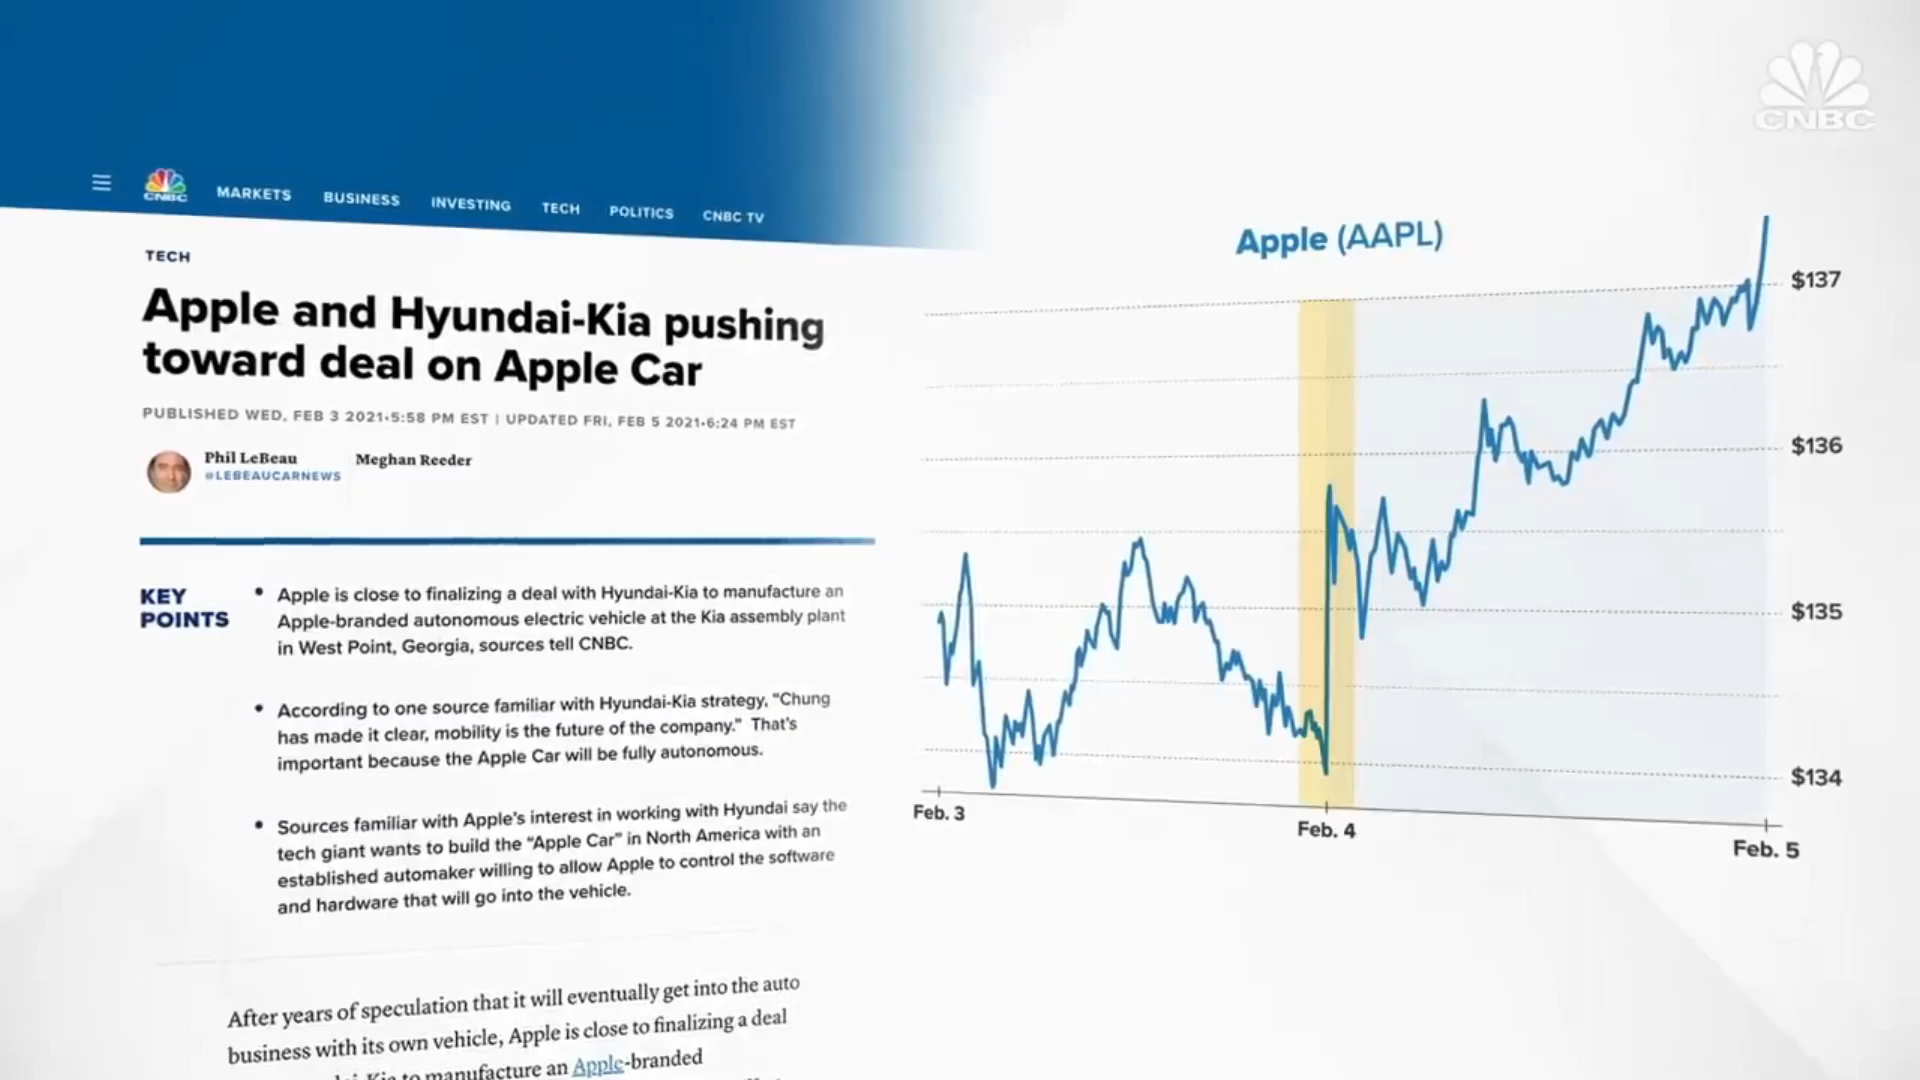 CNBC
CNBC
MARKETS BUSINESS INVESTING TECH POLITICS CNBC TV
TECH
Apple and Hyundai-Kia pushing
toward deal on Apple Car
PUBLISHED WED, FEB 3 2021•5:58 PM EST | UPDATED FRI, FEB 5 2021•6:24 PM EST
Phil LeBeau
@LEBEAUCARNEWS
Meghan Reeder
KEY
POINTS
• Apple is close to finalizing a deal with Hyundai-Kia to manufacture an
Apple-branded autonomous electric vehicle at the Kia assembly plant
in West Point, Georgia, sources tell CNBC.
• According to one source familiar with Hyundai-Kia strategy, “Chung
has made it clear, mobility is the future of the company.” That’s
important because the Apple Car will be fully autonomous.
• Sources familiar with Apple’s interest in working with Hyundai say the
tech giant wants to build the “Apple Car” in North America with an
established automaker willing to allow Apple to control the software
and hardware that will go into the vehicle.
After years of speculation that it will eventually get into the auto
business with its own vehicle, Apple is close to finalizing a deal
to manufacture an Apple-branded
Apple (AAPL)
$137
$136
$135
$134
Feb. 3
Feb. 4
Feb. 5